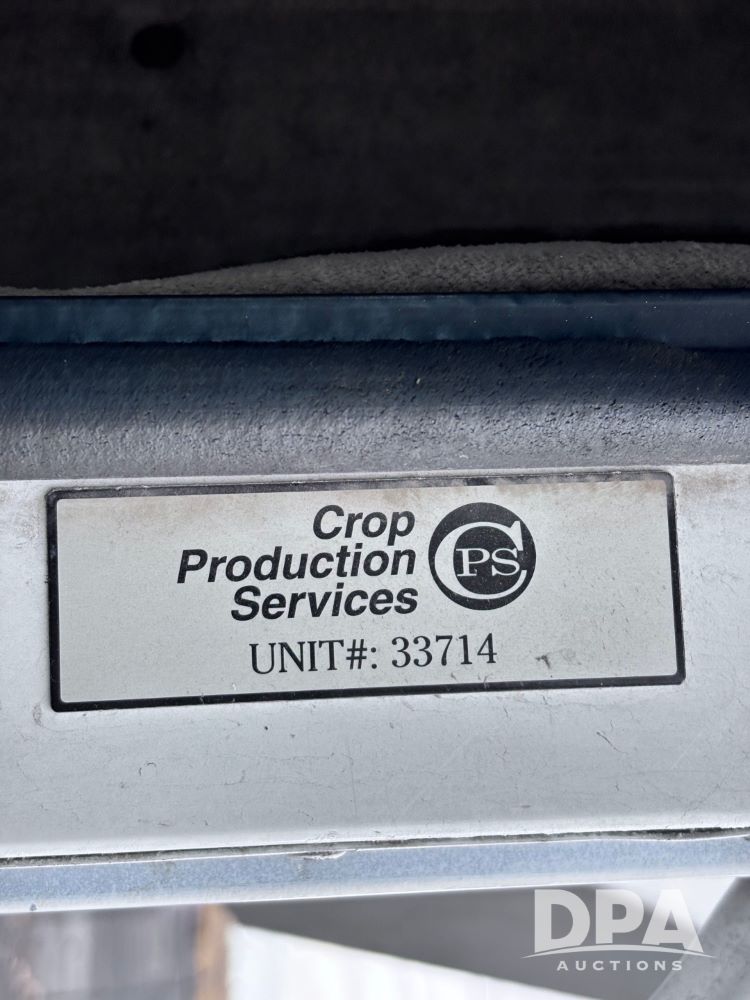 Crop
Production
Services
CPS
UNIT#: 33714
DPA
AUCTIONS